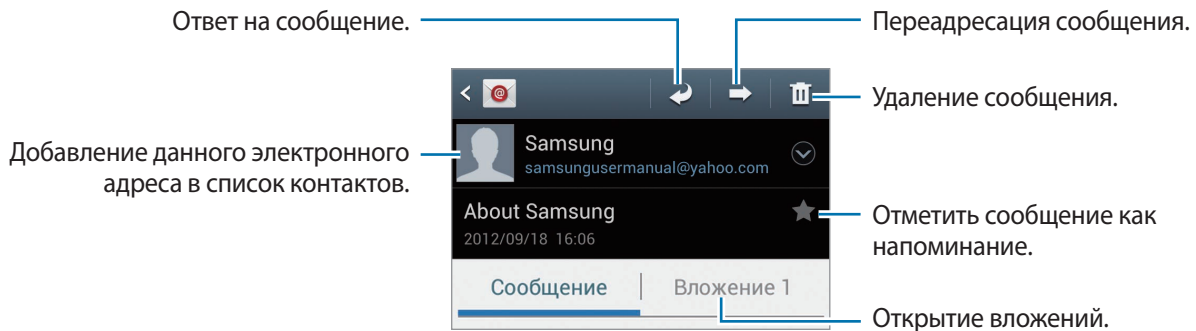 Ответ на сообщение.
Переадресация сообщения.
Удаление сообщения.
Добавление данного электронного
адреса в список контактов.
@
Samsung
samsungusermanual@yahoo.com
About Samsung
2012/09/18 16:06
Отметить сообщение как
напоминание.
Сообщение
Вложение 1
Открытие вложений.